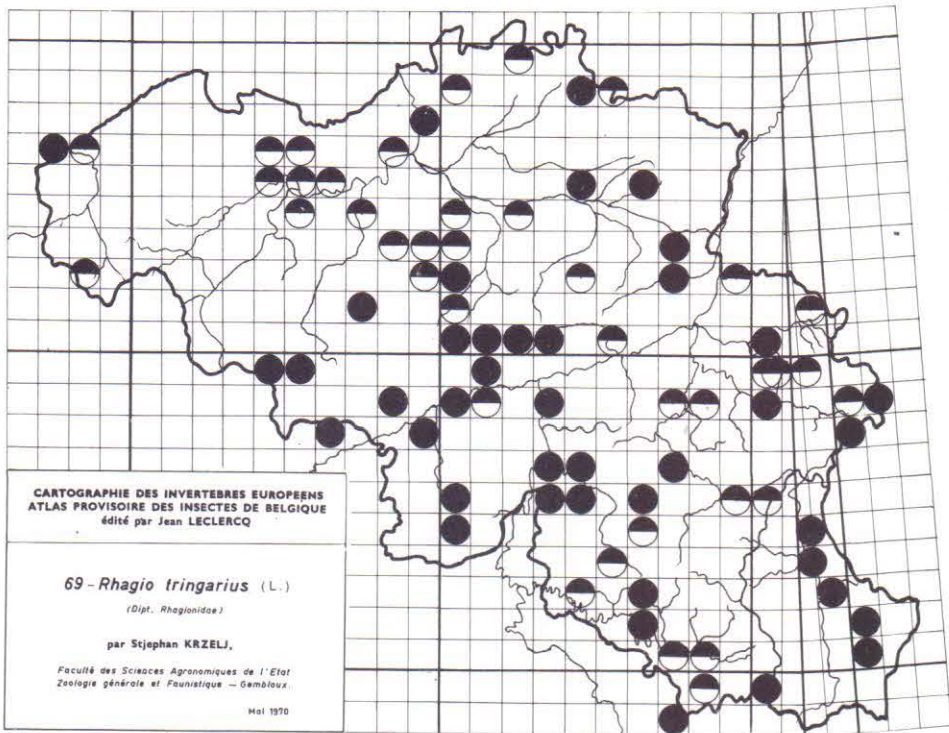 CARTOGRAPHIE DES INVERTEBRES EUROPEENS
ATLAS PROVISOIRE DES INSECTES DE BELGIQUE
édité par Jean LECLERCQ
69 - Rhagio tringarius (L.)
(Dipt. Rhagionidae)
par Stjephan KRZELJ,
Faculté des Sciences Agronomiques de l'Etat
Zoologie générale et Faunistique — Gembloux.
Mai 1970